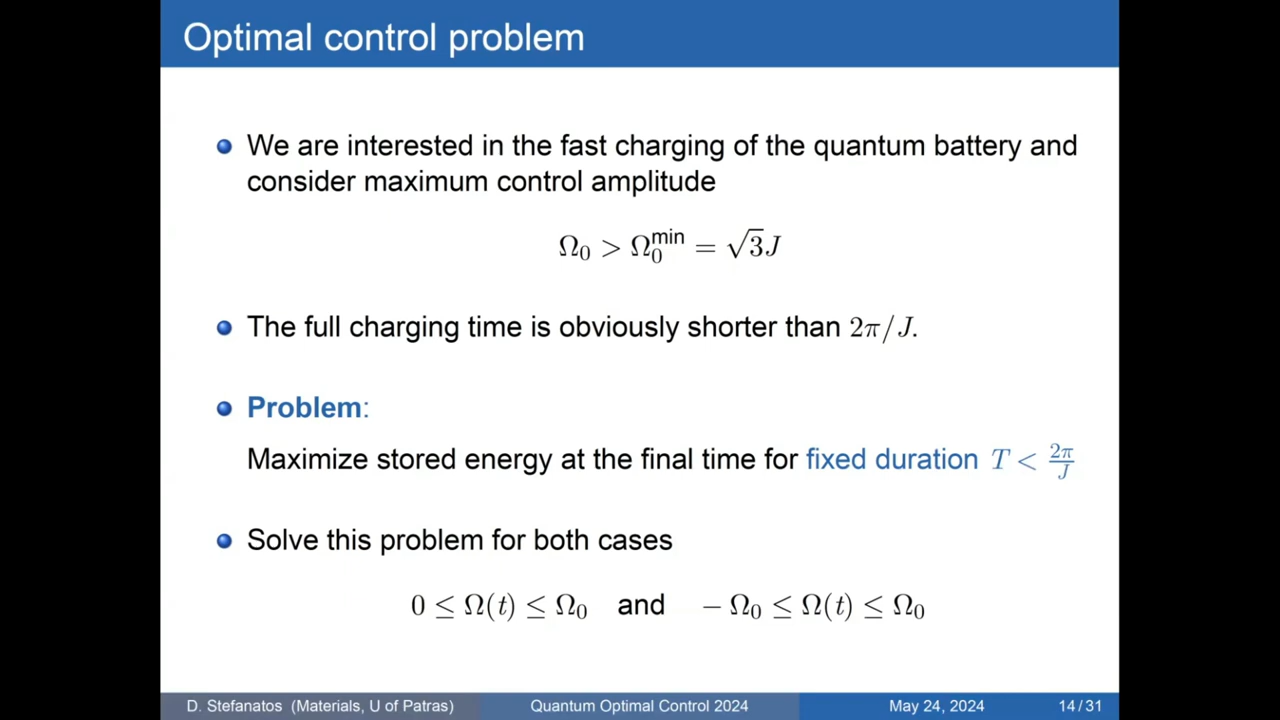 Optimal control problem
We are interested in the fast charging of the quantum battery and
consider maximum control amplitude
Ω₀ > Ω₀ᵐⁱⁿ = √3J
The full charging time is obviously shorter than 2π/J.
Problem:
Maximize stored energy at the final time for fixed duration T < 2π/J
Solve this problem for both cases
0 ≤ Ω(t) ≤ Ω₀ and − Ω₀ ≤ Ω(t) ≤ Ω₀
D. Stefanatos (Materials, U of Patras) Quantum Optimal Control 2024 May 24, 2024 14/31